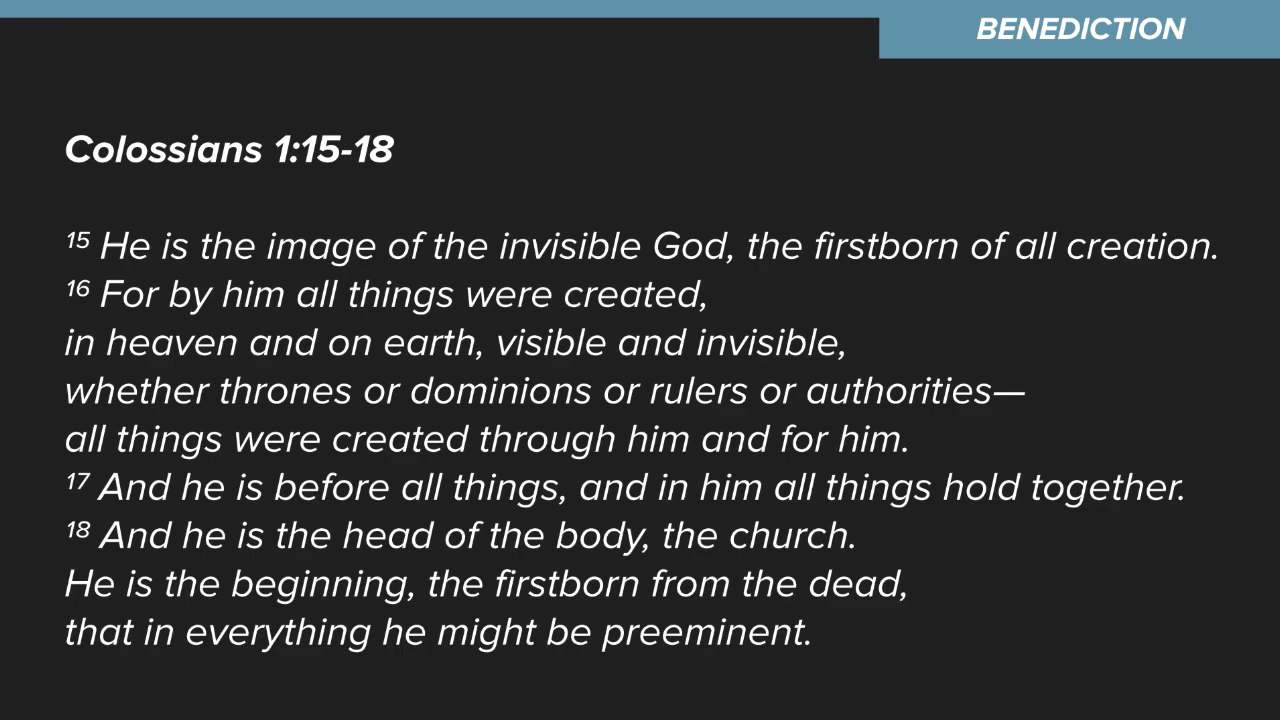 BENEDICTION
Colossians 1:15-18
¹⁵ He is the image of the invisible God, the firstborn of all creation.
¹⁶ For by him all things were created,
in heaven and on earth, visible and invisible,
whether thrones or dominions or rulers or authorities—
all things were created through him and for him.
¹⁷ And he is before all things, and in him all things hold together.
¹⁸ And he is the head of the body, the church.
He is the beginning, the firstborn from the dead,
that in everything he might be preeminent.